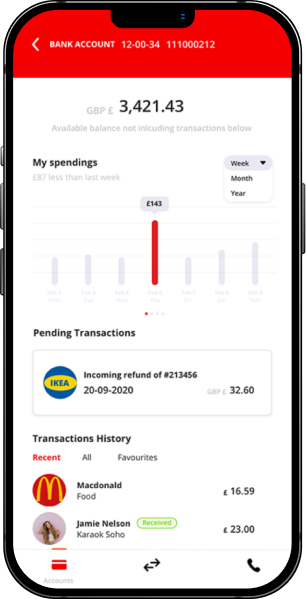 BANK ACCOUNT 12-00-34 111000212
GBP £ 3,421.43
Available balance not inlcuding transactions below
My spendings
Week
£87 less than last week
Month
Year
£143
Pending Transactions
IKEA
Incoming refund of #213456
20-09-2020
GBP £ 32.60
Transactions History
Recent All Favourites
Macdonald
Food
£ 16.59
Jamie Nelson Received
Karaok Soho
£ 23.00
Accounts